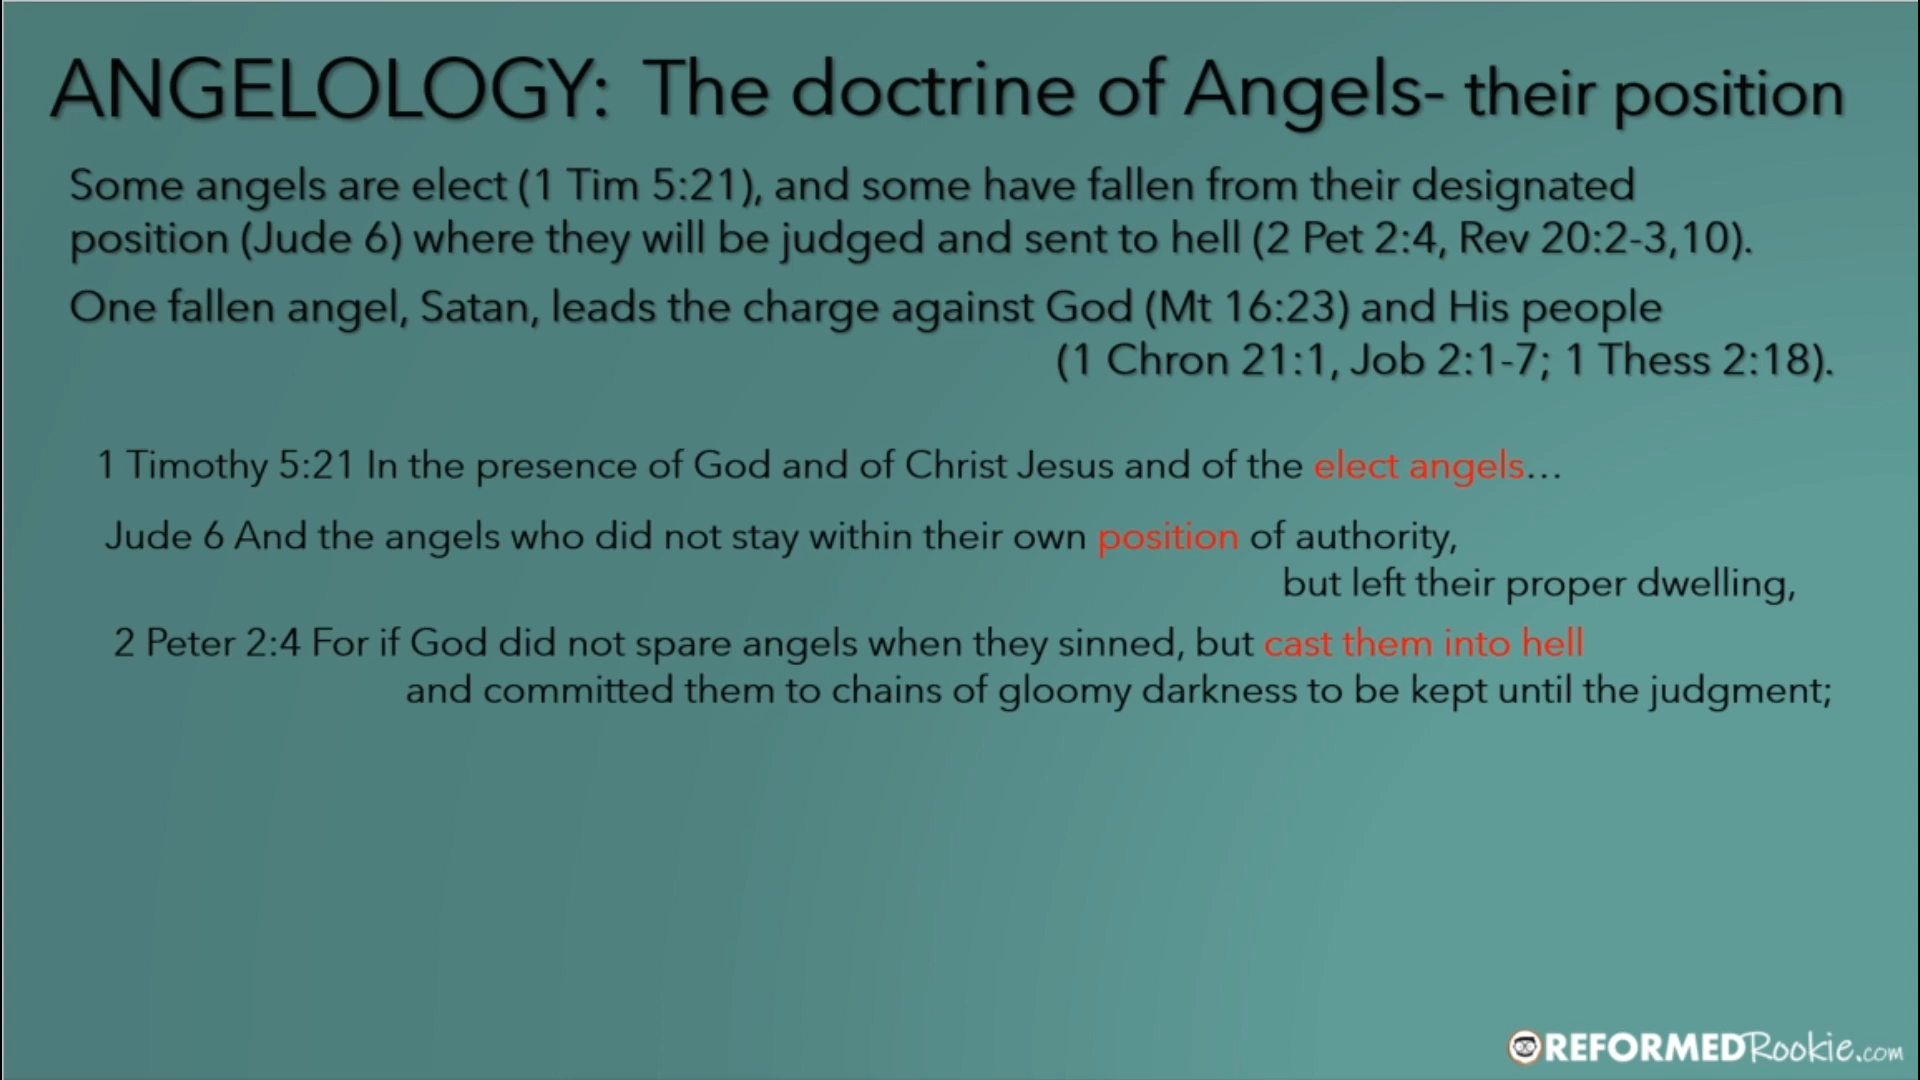 ANGELOLOGY: The doctrine of Angels- their position
Some angels are elect (1 Tim 5:21), and some have fallen from their designated
position (Jude 6) where they will be judged and sent to hell (2 Pet 2:4, Rev 20:2-3,10).
One fallen angel, Satan, leads the charge against God (Mt 16:23) and His people
(1 Chron 21:1, Job 2:1-7; 1 Thess 2:18).
1 Timothy 5:21 In the presence of God and of Christ Jesus and of the elect angels...
Jude 6 And the angels who did not stay within their own position of authority,
but left their proper dwelling,
2 Peter 2:4 For if God did not spare angels when they sinned, but cast them into hell
and committed them to chains of gloomy darkness to be kept until the judgment;
REFORMEDRookie.com